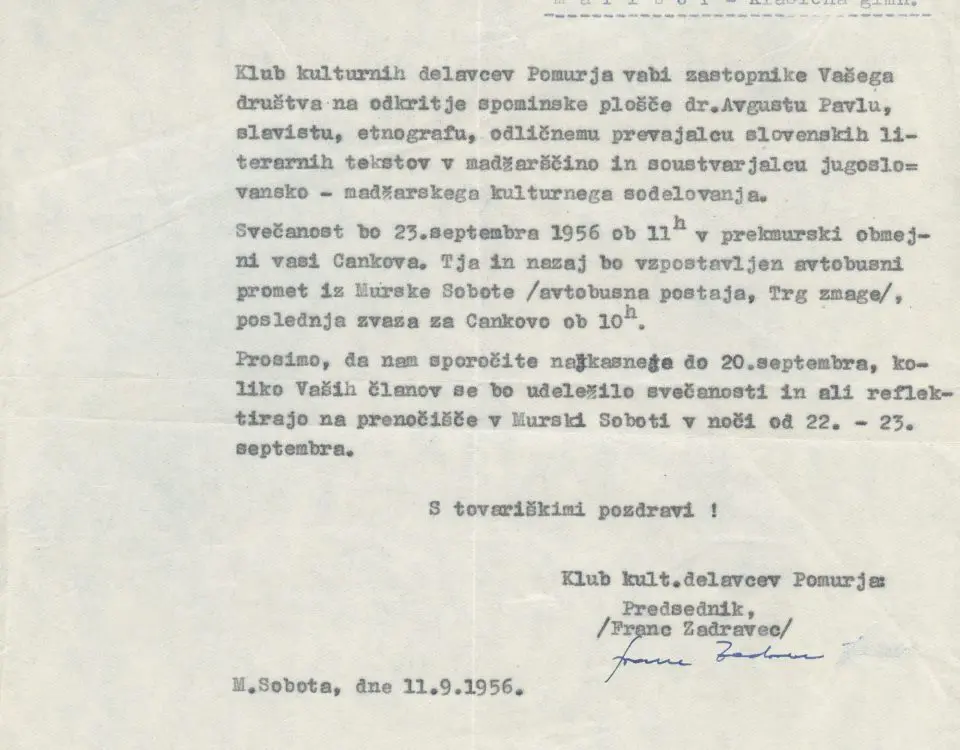 M a r i b o r - Klasična gimn.
Klub kulturnih delavcev Pomurja vabi zastopnike Vašega
društva na odkritje spominske plošče dr.Avgustu Pavlu,
slavistu, etnografu, odličnemu prevajalcu slovenskih li-
terarnih tekstov v madžarščino in soustvarjalcu jugoslo=
vansko - madžarskega kulturnega sodelovanja.
Svečanost bo 23.septembra 1956 ob 11h v prekmurski obmej-
ni vasi Cankova. Tja in nazaj bo vzpostavljen avtobusni
promet iz Murske Sobote /avtobusna postaja, Trg zmage/,
poslednja zvaza za Cankovo ob 10h.
Prosimo, da nam sporočite najkasneje do 20.septembra, ko-
liko Vaših članov se bo udeležilo svečanosti in ali reflek-
tirajo na prenočišče v Murski Soboti v noči od 22. - 23.
septembra.
S tovariškimi pozdravi !
Klub kult.delavcev Pomurja:
Predsednik,
/Franc Zadravec/
Franc Zadravec
M.Sobota, dne 11.9.1956.